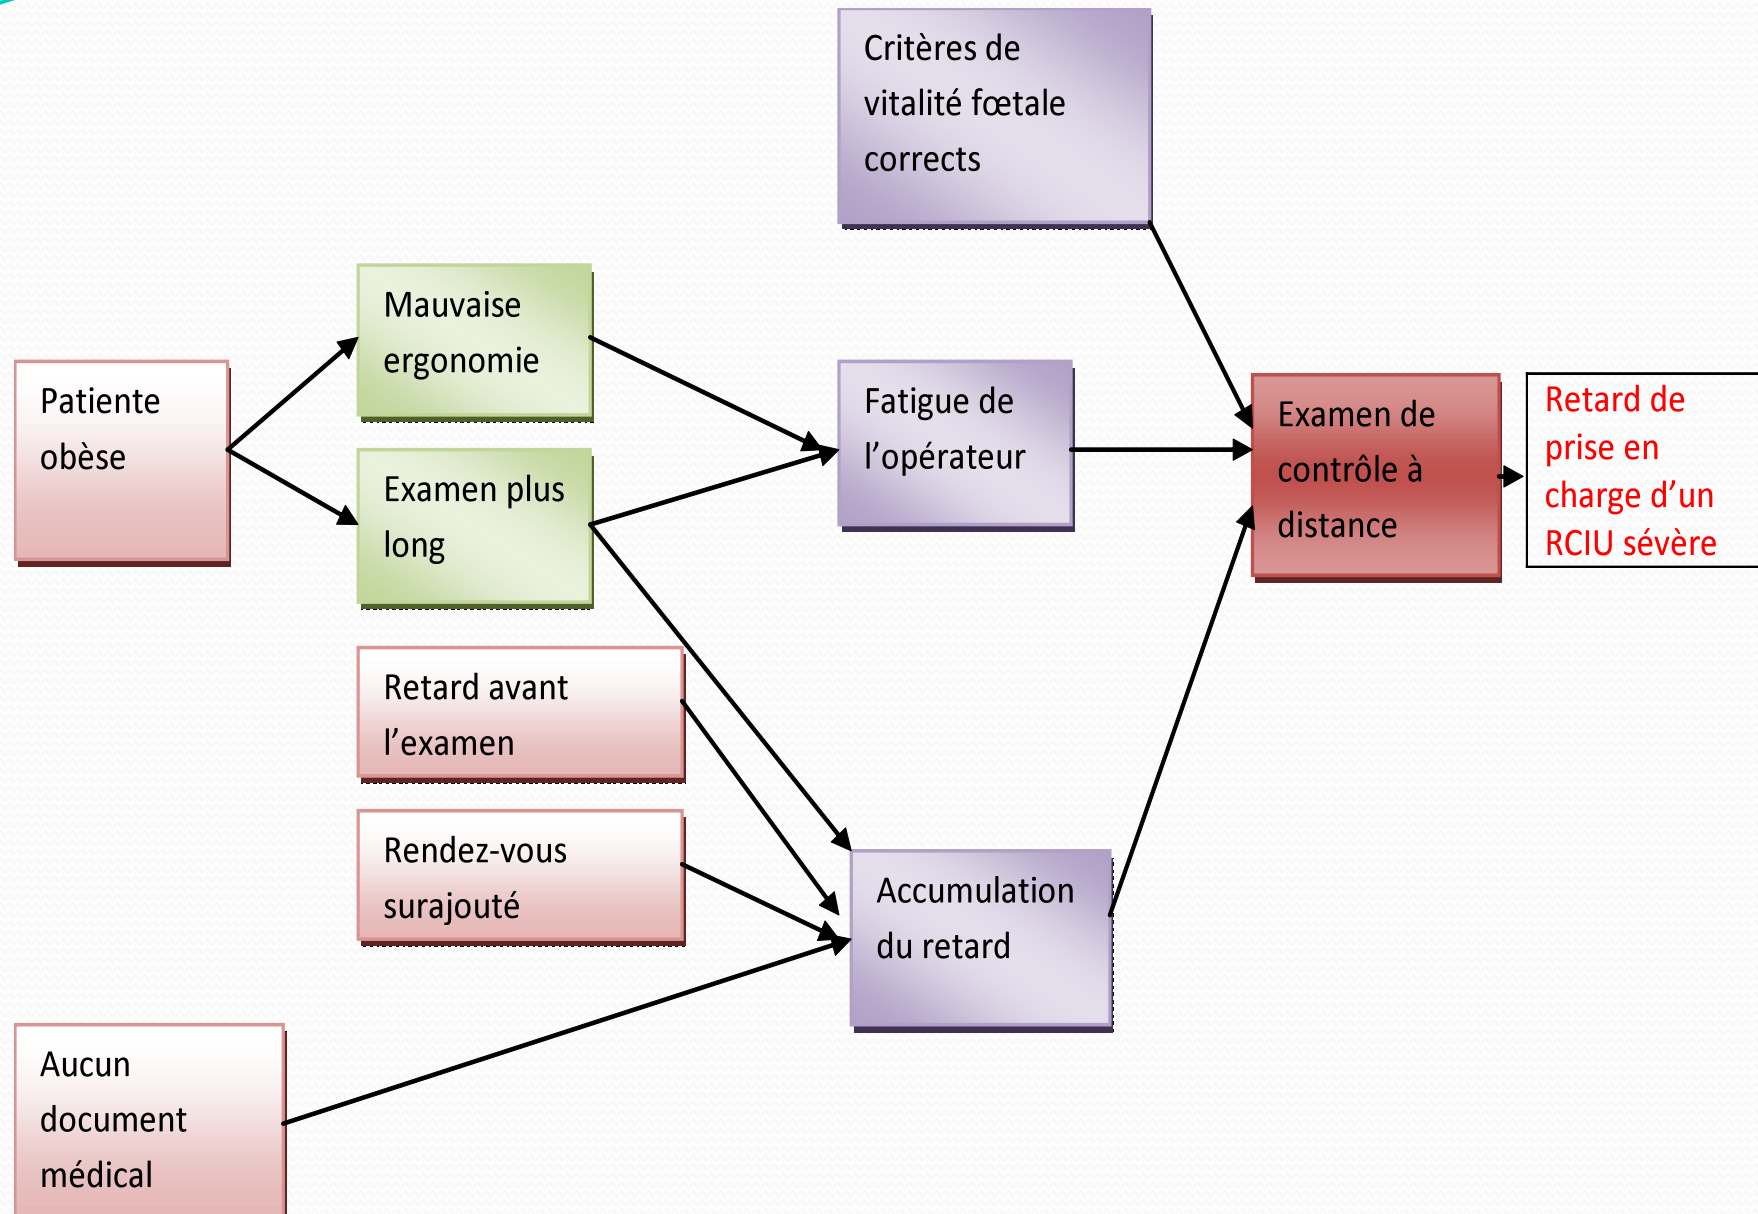 Critères de
vitalité fœtale
corrects
Mauvaise
ergonomie
Patiente
obèse
Fatigue de
l’opérateur
Examen de
contrôle à
distance
Retard de
prise en
charge d’un
RCIU sévère
Examen plus
long
Retard avant
l’examen
Rendez-vous
surajouté
Accumulation
du retard
Aucun
document
médical